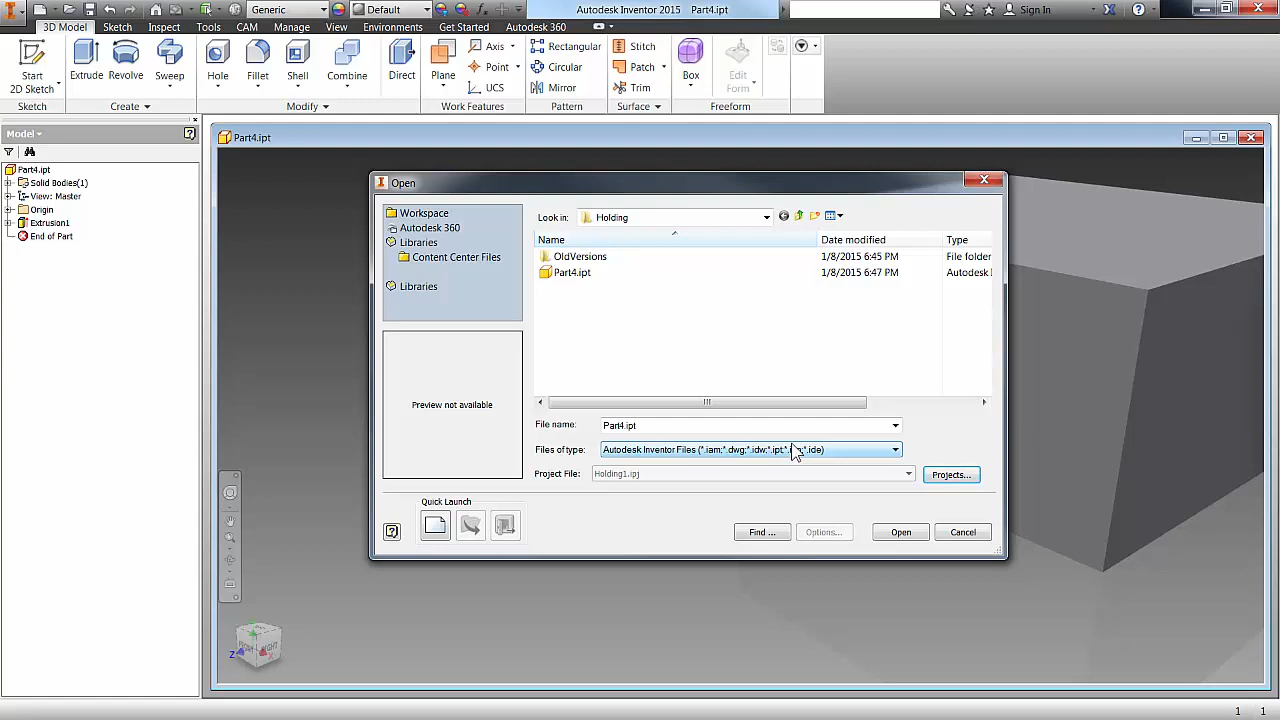 Generic
Default
Autodesk Inventor 2015 Part4.ipt
Sign In
3D Model Sketch Inspect Tools CAM Manage View Environments Get Started Autodesk 360
Start
2D Sketch
Extrude
Revolve
Sweep
Hole
Fillet
Shell
Combine
Direct
Plane
Axis
Point
UCS
Rectangular
Circular
Mirror
Stitch
Patch
Trim
Box
Edit
Form
Sketch
Create
Modify
Work Features
Pattern
Surface
Freeform
Model
Part4.ipt
Solid Bodies(1)
View: Master
Origin
Extrusion1
End of Part
Part4.ipt
Open
Workspace
Autodesk 360
Libraries
Content Center Files
Libraries
Preview not available
Look in: Holding
Name Date modified Type
OldVersions 1/8/2015 6:45 PM File folder
Part4.ipt 1/8/2015 6:47 PM Autodesk
File name: Part4.ipt
Files of type: Autodesk Inventor Files (*.iam;*.dwg;*.idw;*.ipt;*. *.ide)
Project File: Holding1.ipj Projects...
Quick Launch
Find ... Options... Open Cancel
RIGHT
Z
1 1